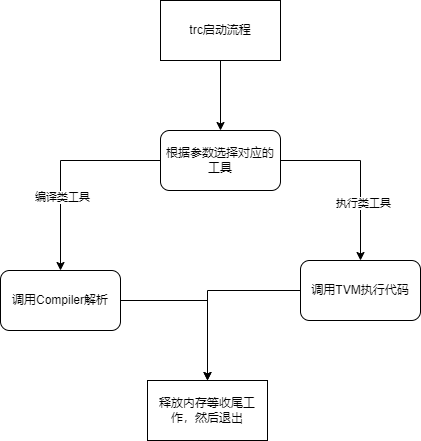 trc启动流程
根据参数选择对应的
工具
编译类工具
执行类工具
调用Compiler解析
调用TVM执行代码
释放内存等收尾工
作，然后退出